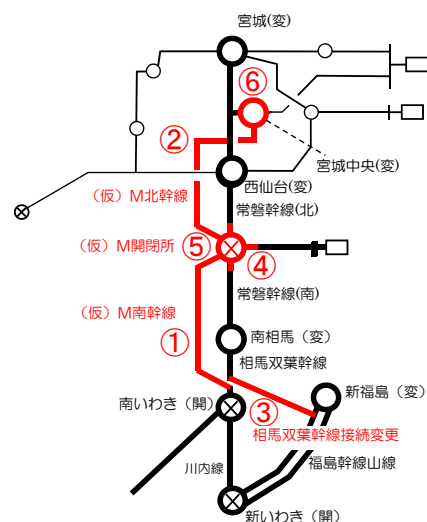 宮城(変)
⑥
②
宮城中央(変)
西仙台(変)
(仮) M北幹線
常磐幹線(北)
(仮) M開閉所
⑤
④
常磐幹線(南)
(仮) M南幹線
①
南相馬(変)
相馬双葉幹線
新福島(変)
南いわき(開)
③
相馬双葉幹線接続変更
川内線
福島幹線山線
新いわき(開)